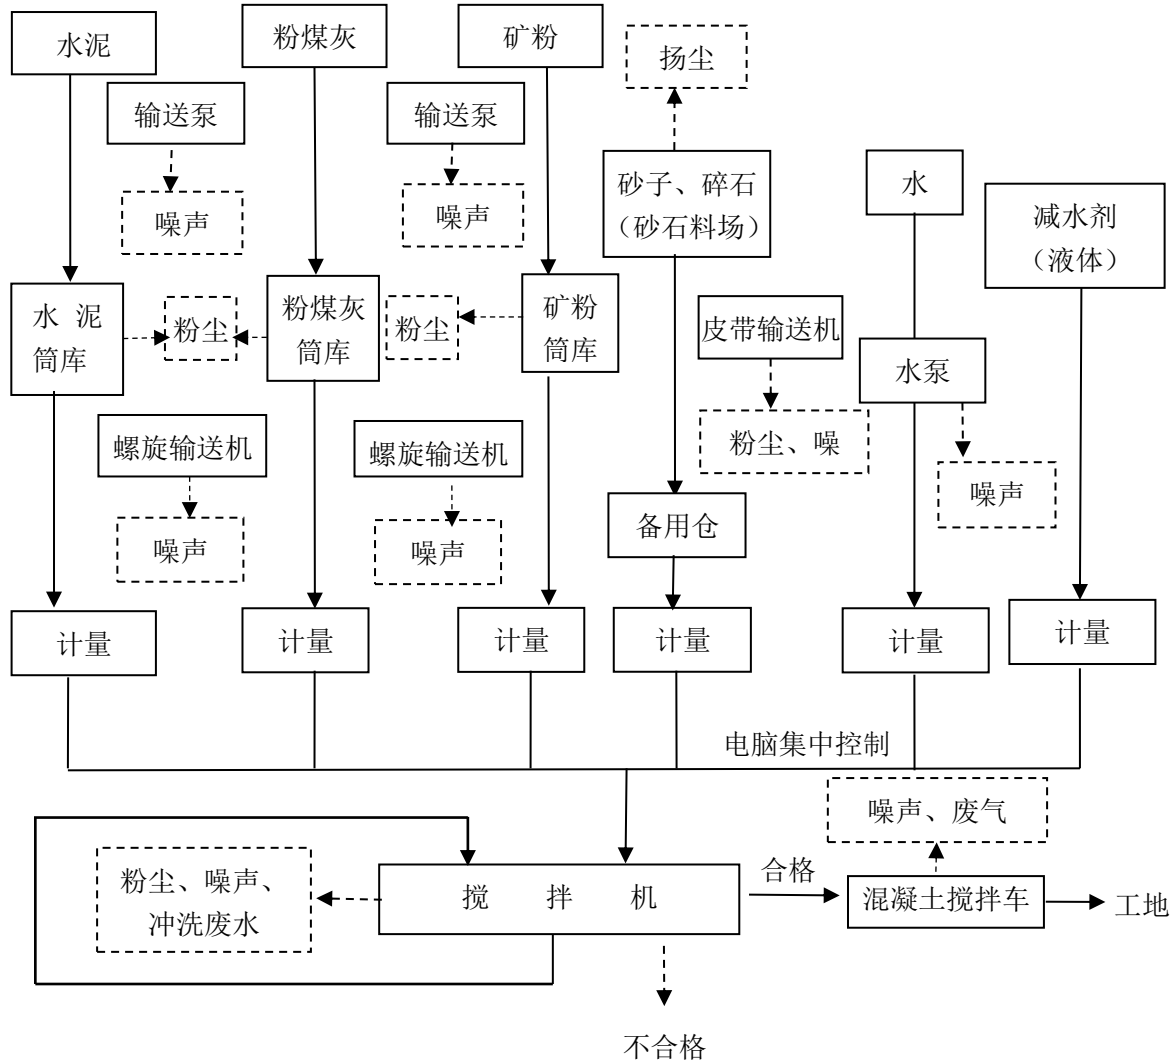 水泥
粉煤灰
矿粉
扬尘
输送泵
输送泵
砂子、碎石
（砂石料场）
水
减水剂
（液体）
噪声
噪声
水 泥
筒库
粉尘
粉煤灰
筒库
粉尘
矿粉
筒库
皮带输送机
水泵
粉尘、噪
螺旋输送机
螺旋输送机
噪声
噪声
噪声
备用仓
计量
计量
计量
计量
计量
计量
电脑集中控制
噪声、废气
粉尘、噪声、
冲洗废水
搅 拌 机
合格
混凝土搅拌车
工地
不合格